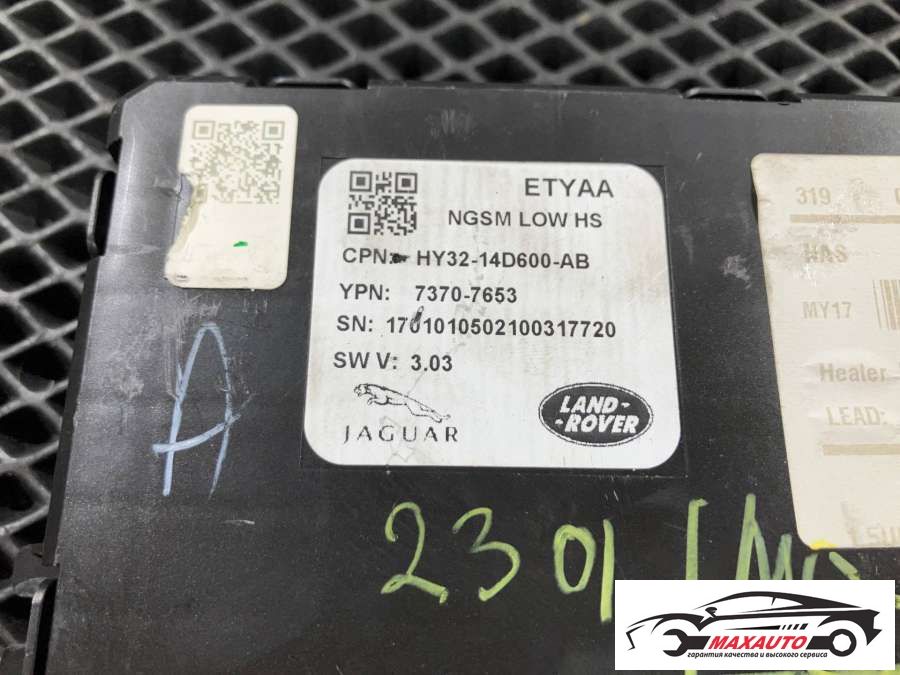 ETYAA
NGSM LOW HS
CPN: HY32-14D600-AB
YPN: 7370-7653
SN: 1701010502100317720
SW V: 3.03
JAGUAR
LAND-
-ROVER
A
2301
319
HAS
MY17
Healer
LEAD:
MAXAUTO
гарантия качества и высокого сервиса